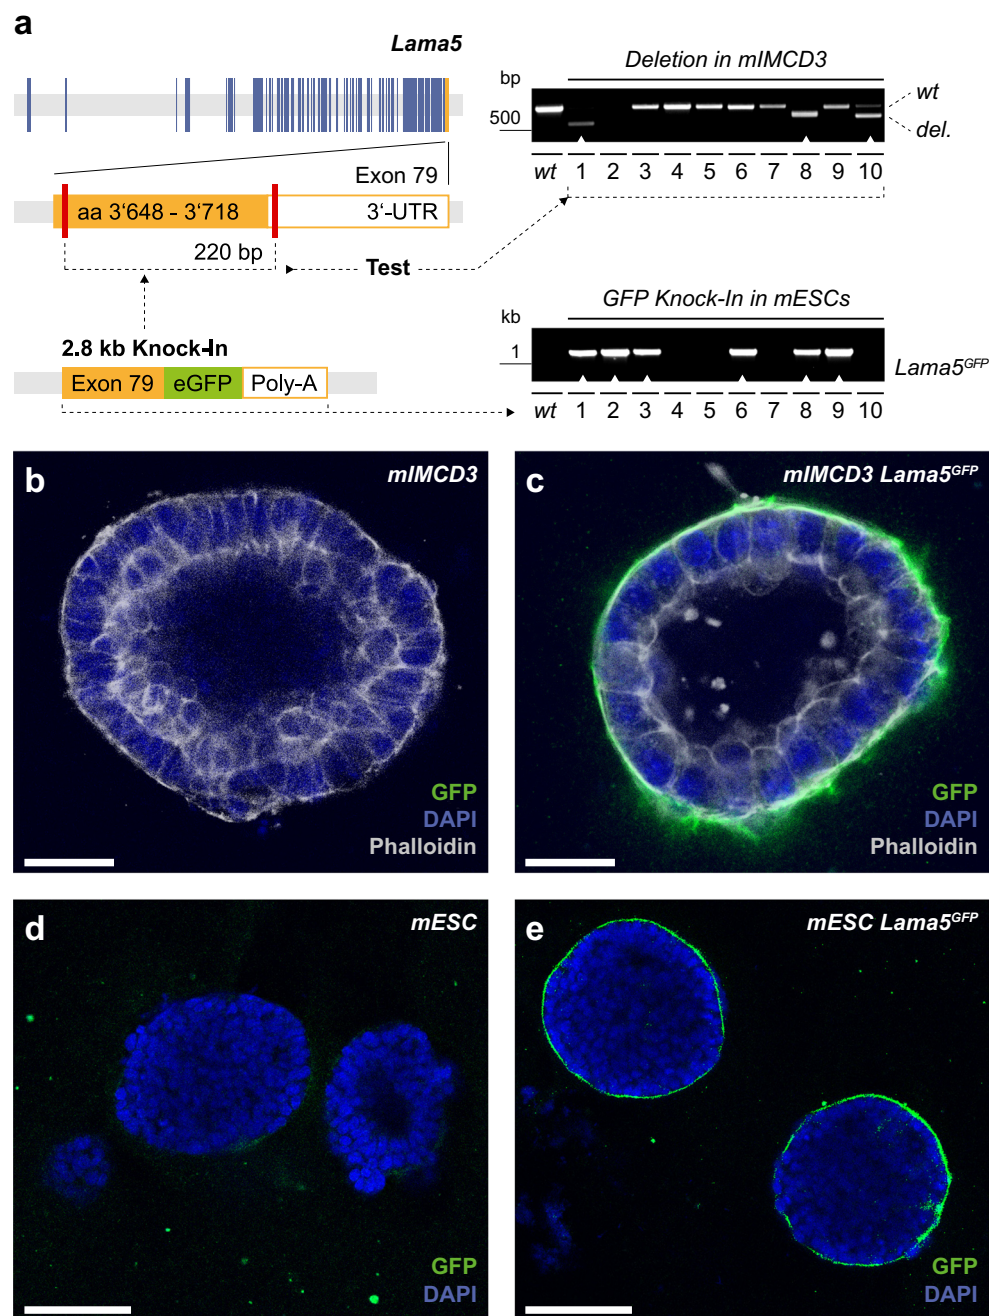 a
Lama5
Exon 79
aa 3‘648 - 3‘718
3‘-UTR
220 bp
Test
2.8 kb Knock-In
Exon 79
eGFP
Poly-A
Deletion in mIMCD3
bp
500
wt
del.
wt 1 2 3 4 5 6 7 8 9 10
GFP Knock-In in mESCs
kb
1
Lama5GFP
wt 1 2 3 4 5 6 7 8 9 10
b
mIMCD3
GFP
DAPI
Phalloidin
c
mIMCD3 Lama5GFP
GFP
DAPI
Phalloidin
d
mESC
GFP
DAPI
e
mESC Lama5GFP
GFP
DAPI